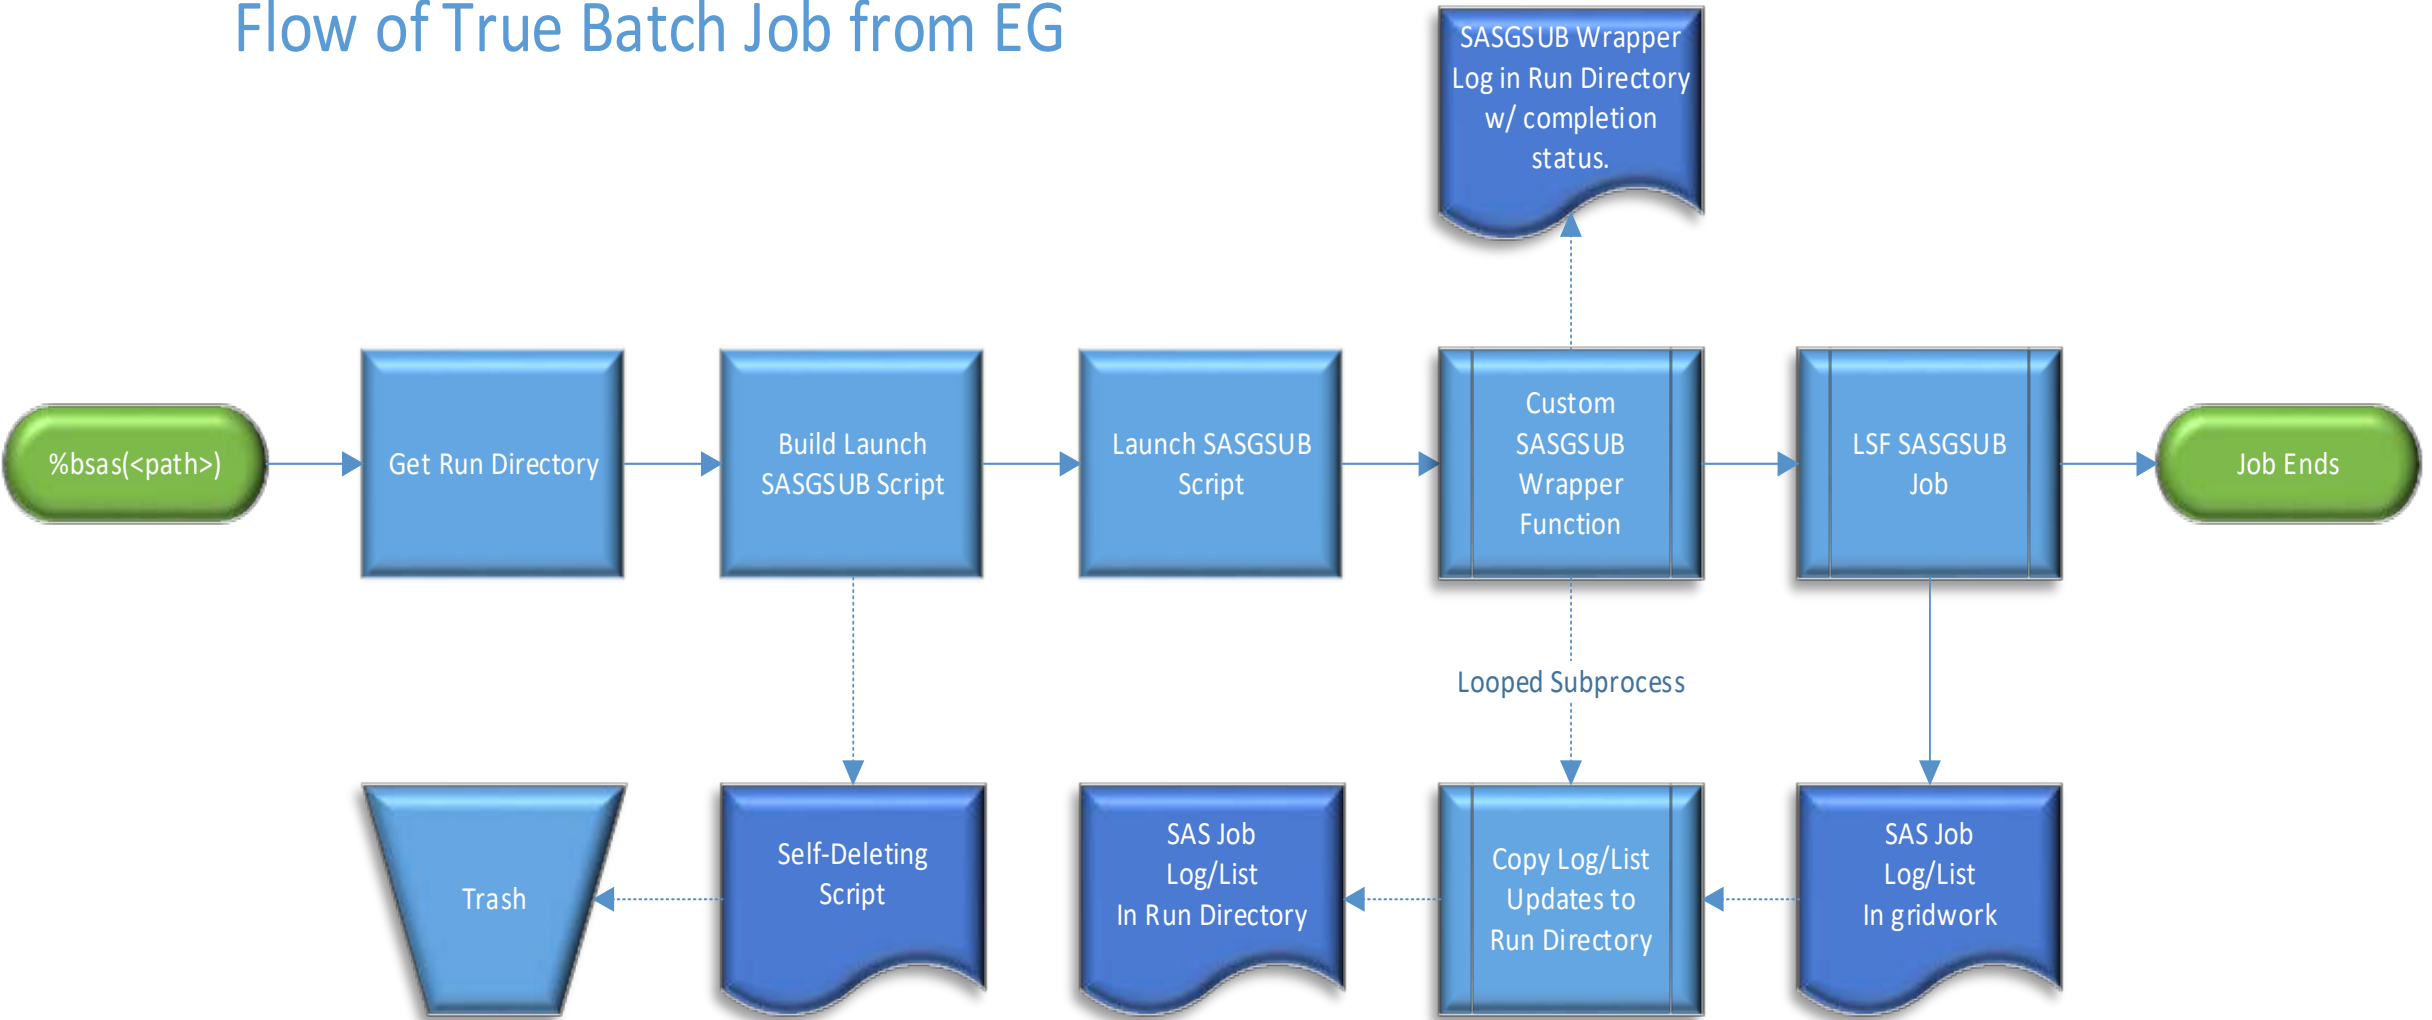 Flow of True Batch Job from EG
SASGSUB Wrapper
Log in Run Directory
w/ completion
status.
%bsas(<path>)
Get Run Directory
Build Launch
SASGSUB Script
Launch SASGSUB
Script
Custom
SASGSUB
Wrapper
Function
LSF SASGSUB
Job
Job Ends
Looped Subprocess
Trash
Self-Deleting
Script
SAS Job
Log/List
In Run Directory
Copy Log/List
Updates to
Run Directory
SAS Job
Log/List
In gridwork